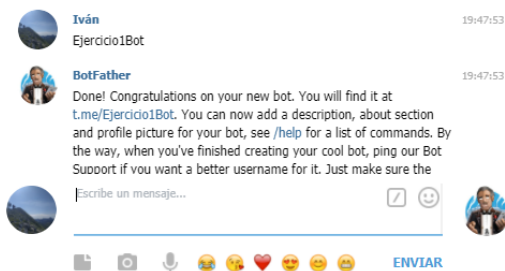 Iván 19:47:53
Ejercicio1Bot
BotFather 19:47:53
Done! Congratulations on your new bot. You will find it at
t.me/Ejercicio1Bot. You can now add a description, about section
and profile picture for your bot, see /help for a list of commands. By
the way, when you've finished creating your cool bot, ping our Bot
Support if you want a better username for it. Just make sure the
Escribe un mensaje...
ENVIAR